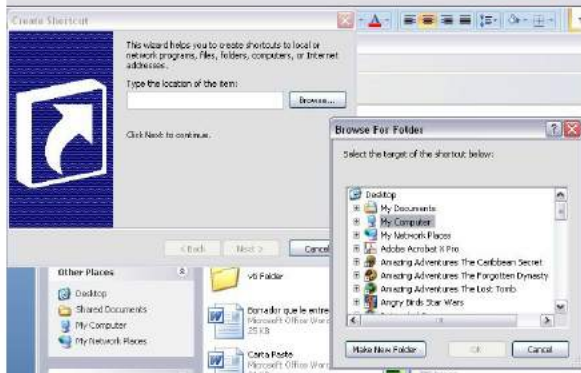 Create Shortcut
This wizard helps you to create shortcuts to local or
network programs, files, folders, computers, or Internet
addresses.
Type the location of the item:
Browse...
Click Next to continue.
< Back
Next >
Cancel
Browse For Folder
Select the target of the shortcut below:
Desktop
My Documents
My Computer
My Network Places
Adobe Acrobat X Pro
Amazing Adventures The Caribbean Secret
Amazing Adventures The Forgotten Dynasty
Amazing Adventures The Lost Tomb
Angry Birds Star Wars
Make New Folder
OK
Cancel
Other Places
Desktop
Shared Documents
My Computer
My Network Places
Folder
Borrador que le entre
Microsoft Office Word
25 KB
Carta Pasto
Microsoft Office Word